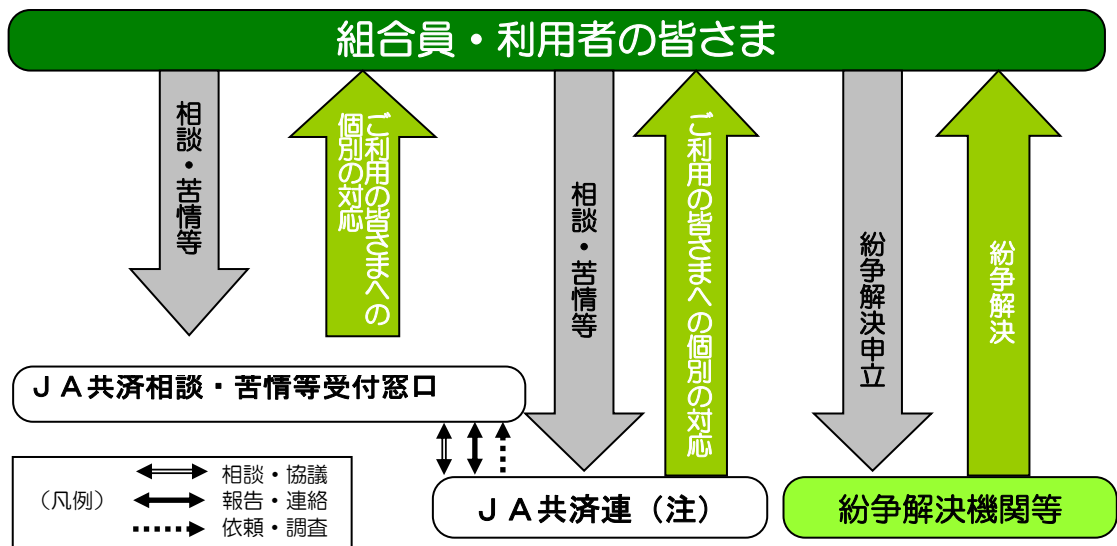 組合員・利用者の皆さま
相談・苦情等
ご利用の皆さまへの
個別の対応
相談・苦情等
ご利用の皆さまへの個別の対応
紛争解決申立
紛争解決
ＪＡ共済相談・苦情等受付窓口
ＪＡ共済連（注）
紛争解決機関等
（凡例）
相談・協議
報告・連絡
依頼・調査